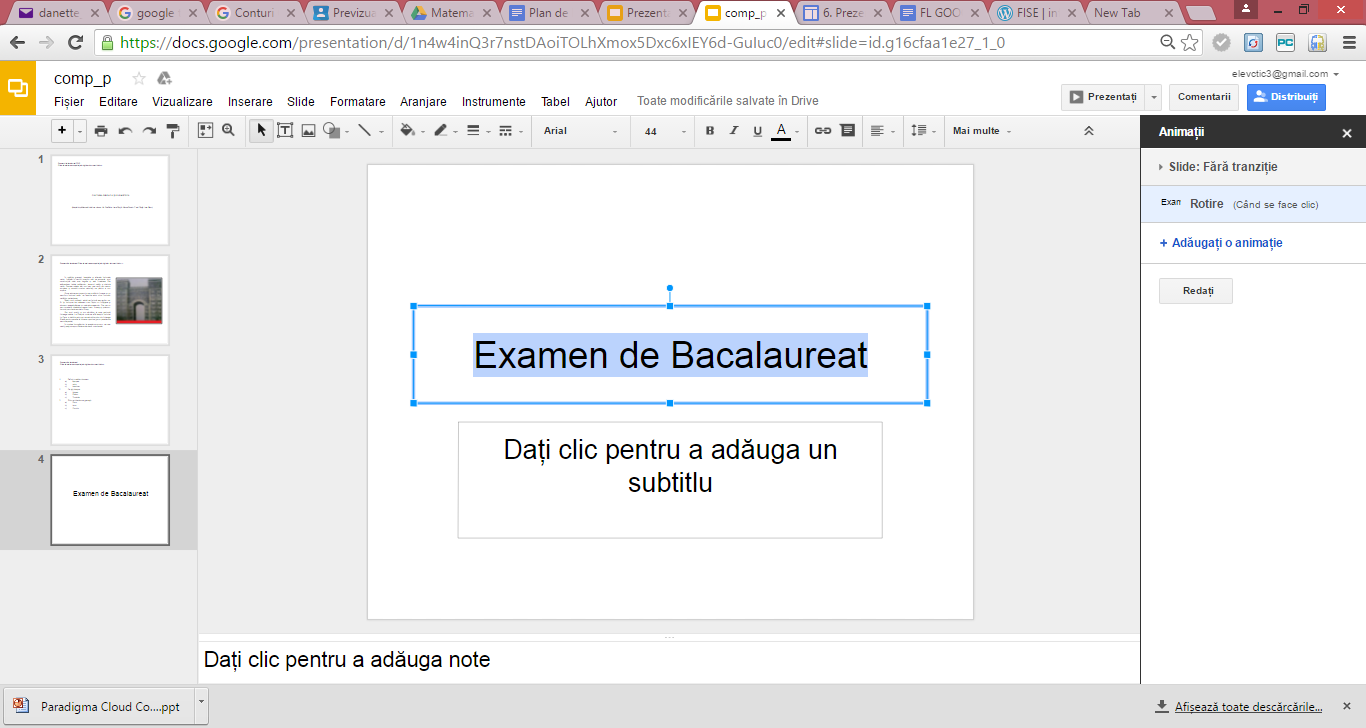 danette
google
Conturi
Previzua
Matema
Plan de
Prezent
comp_p
6. Preze
FL GOO
FISE | in
New Tab
https://docs.google.com/presentation/d/1n4w4inQ3r7nstDAoiTOLhXmox5Dxc6xIEY6d-GuIuc0/edit#slide=id.g16cfaa1e27_1_0
comp_p
elevctic3@gmail.com
Fișier Editare Vizualizare Inserare Slide Formatare Aranjare Instrumente Tabel Ajutor Toate modificările salvate în Drive
Prezentați Comentarii Distribuiți
Arial 44 B I U A Mai multe
Animații
Slide: Fără tranziție
Exam Rotire (Când se face clic)
+ Adăugați o animație
Redați
1
2
3
4
Examen de Bacalaureat
Examen de Bacalaureat
Dați clic pentru a adăuga un
subtitlu
Dați clic pentru a adăuga note
Paradigma Cloud Co....ppt
Afișează toate descărcările...